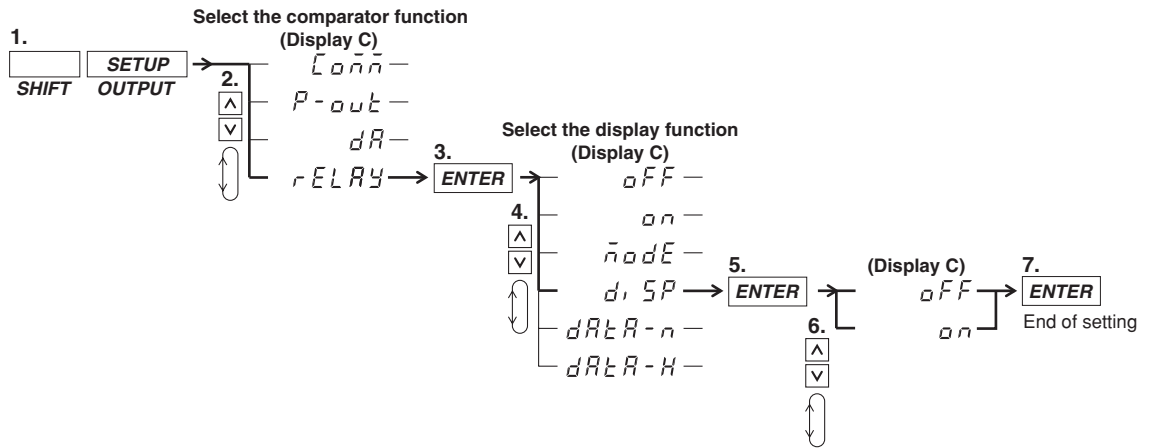 Select the comparator function
(Display C)
1.
SETUP
SHIFT OUTPUT
2.
Comm
P-out
dA
rELAY
3.
ENTER
Select the display function
(Display C)
4.
oFF
on
modE
diSP
dAtA-n
dAtA-H
5.
ENTER
6.
(Display C)
oFF
on
7.
ENTER
End of setting